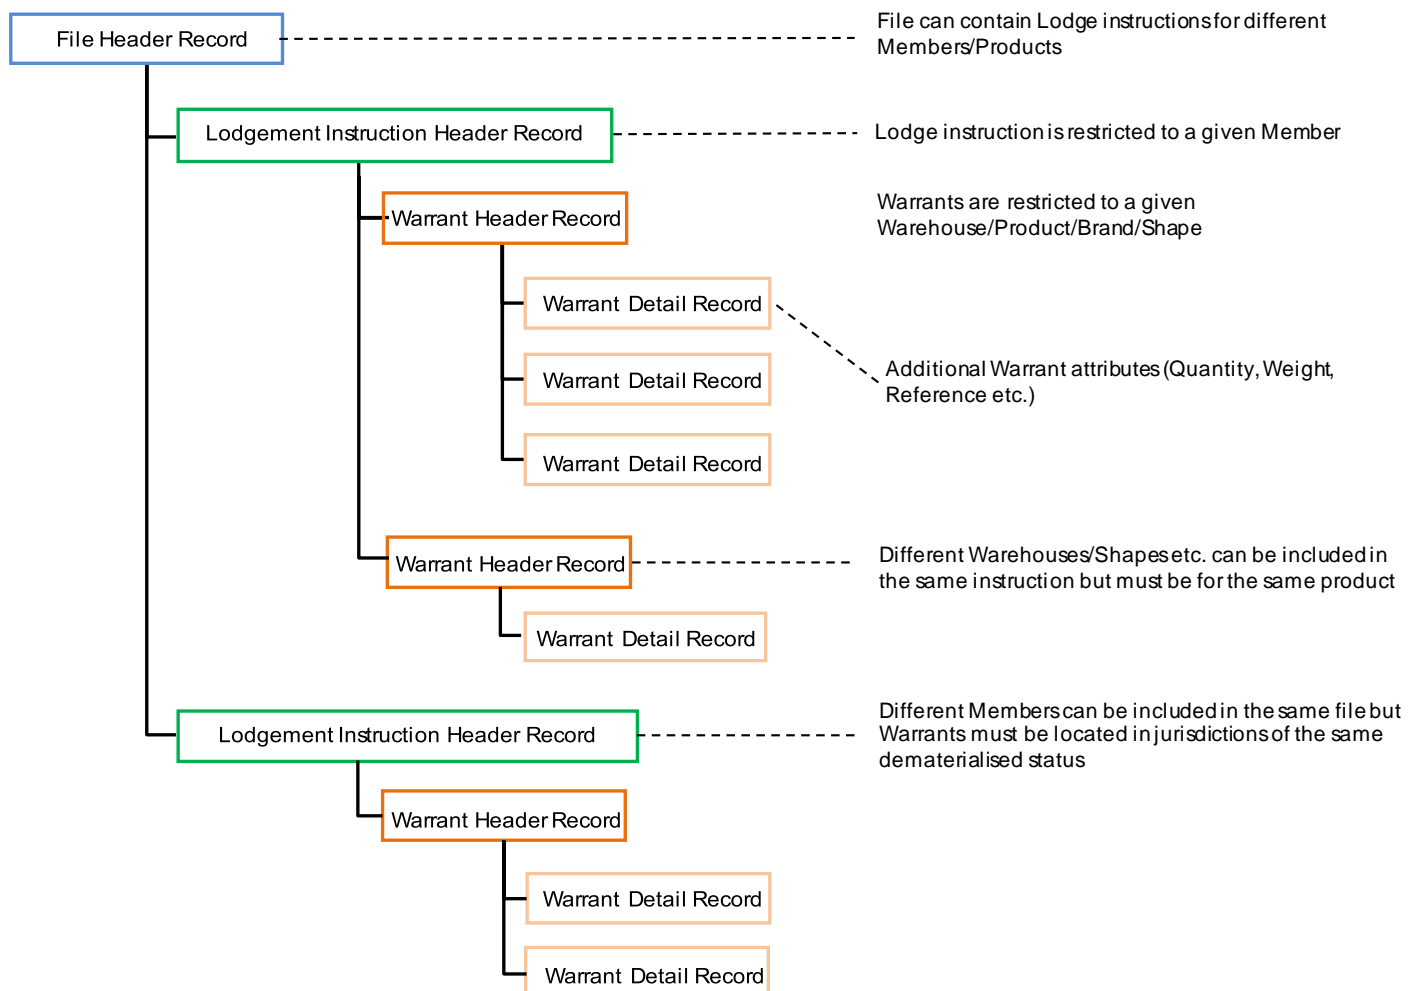 File Header Record
File can contain Lodge instructions for different
Members/Products
Lodgement Instruction Header Record
Lodge instruction is restricted to a given Member
Warrant Header Record
Warrants are restricted to a given
Warehouse/Product/Brand/Shape
Warrant Detail Record
Warrant Detail Record
Additional Warrant attributes (Quantity, Weight,
Reference etc.)
Warrant Detail Record
Warrant Header Record
Different Warehouses/Shapes etc. can be included in
the same instruction but must be for the same product
Warrant Detail Record
Lodgement Instruction Header Record
Different Members can be included in the same file but
Warrants must be located in jurisdictions of the same
dematerialised status
Warrant Header Record
Warrant Detail Record
Warrant Detail Record